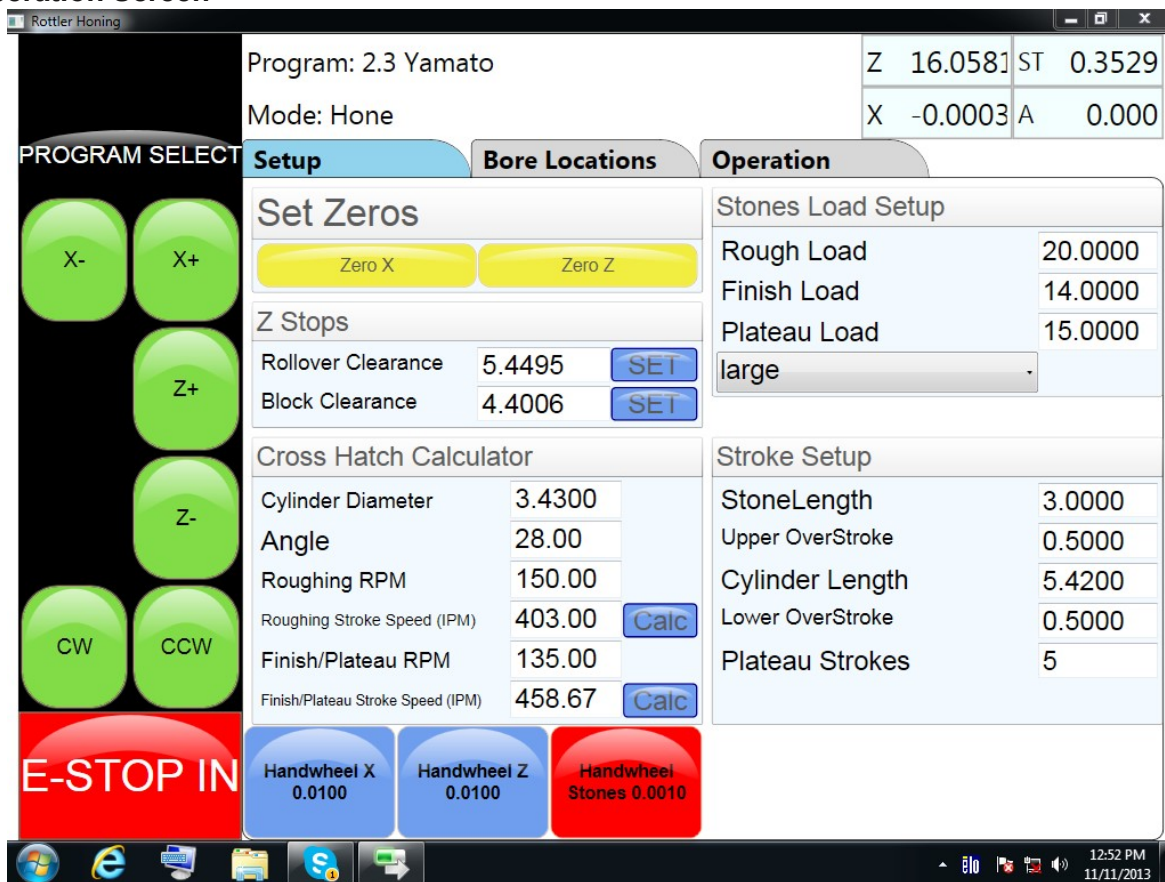 Rottler Honing
Program: 2.3 Yamato
Z 16.0581 ST 0.3529
Mode: Hone
X -0.0003 A 0.000
PROGRAM SELECT
Setup Bore Locations Operation
X- X+
Z+
Z-
CW CCW
E-STOP IN
Set Zeros
Zero X Zero Z
Z Stops
Rollover Clearance 5.4495 SET
Block Clearance 4.4006 SET
Cross Hatch Calculator
Cylinder Diameter 3.4300
Angle 28.00
Roughing RPM 150.00
Roughing Stroke Speed (IPM) 403.00 Calc
Finish/Plateau RPM 135.00
Finish/Plateau Stroke Speed (IPM) 458.67 Calc
Stones Load Setup
Rough Load 20.0000
Finish Load 14.0000
Plateau Load 15.0000
large
Stroke Setup
StoneLength 3.0000
Upper OverStroke 0.5000
Cylinder Length 5.4200
Lower OverStroke 0.5000
Plateau Strokes 5
Handwheel X
0.0100
Handwheel Z
0.0100
Handwheel
Stones 0.0010
12:52 PM
11/11/2013